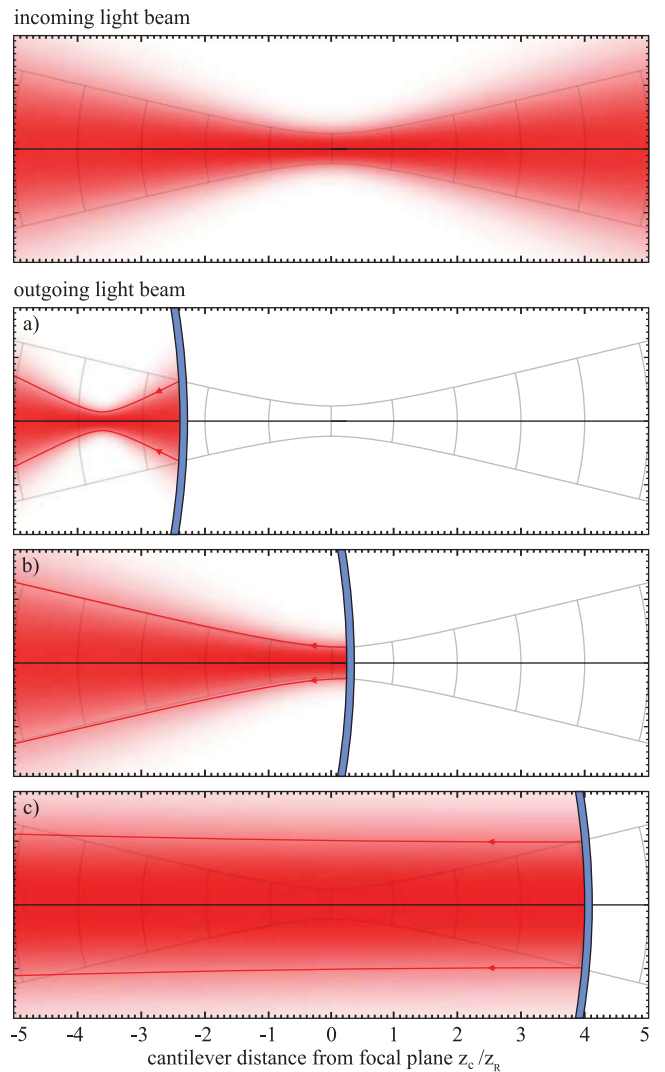 incoming light beam
outgoing light beam
a)
b)
c)
-5 -4 -3 -2 -1 0 1 2 3 4 5
cantilever distance from focal plane z_c/z_R